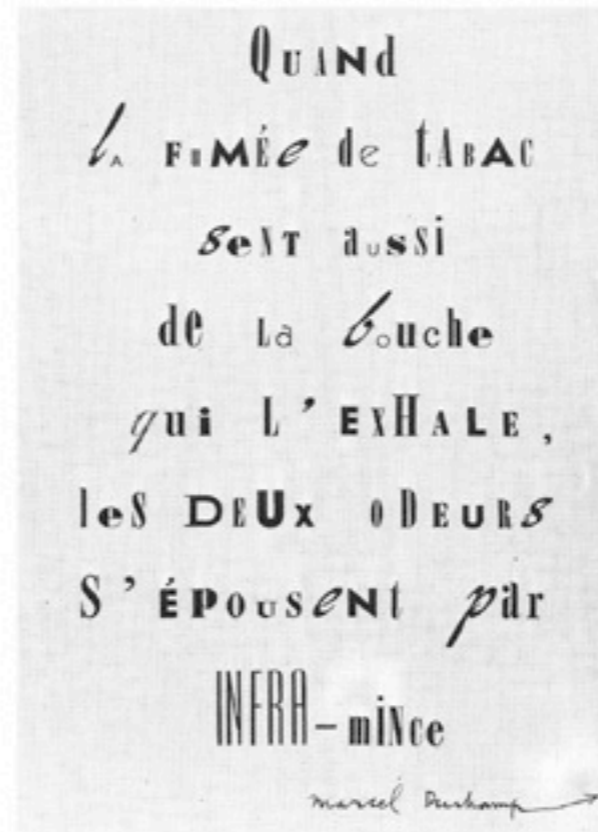 QUANd
lA FUMÉe de tABAC
seNT aussi
de La bouche
qui L'EXHALE,
leS DEUX ODEURS
S'ÉPousENt par
INFRA-miNce
Marcel Duchamp